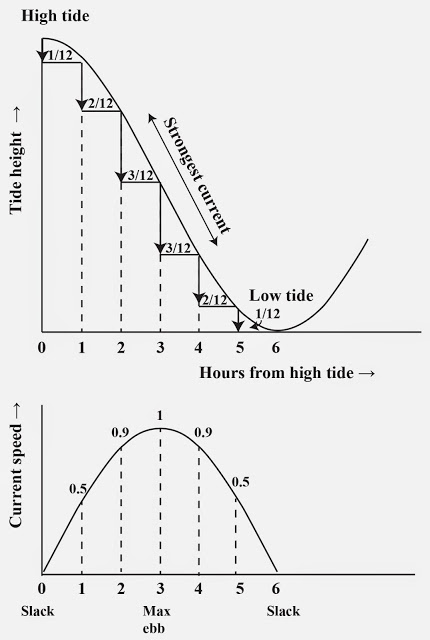 High tide
1/12
2/12
3/12
3/12
2/12
1/12
Strongest current
Low tide
Tide height →
0 1 2 3 4 5 6
Hours from high tide →
Current speed →
0.5
0.9
1
0.9
0.5
0 1 2 3 4 5 6
Slack
Max
ebb
Slack